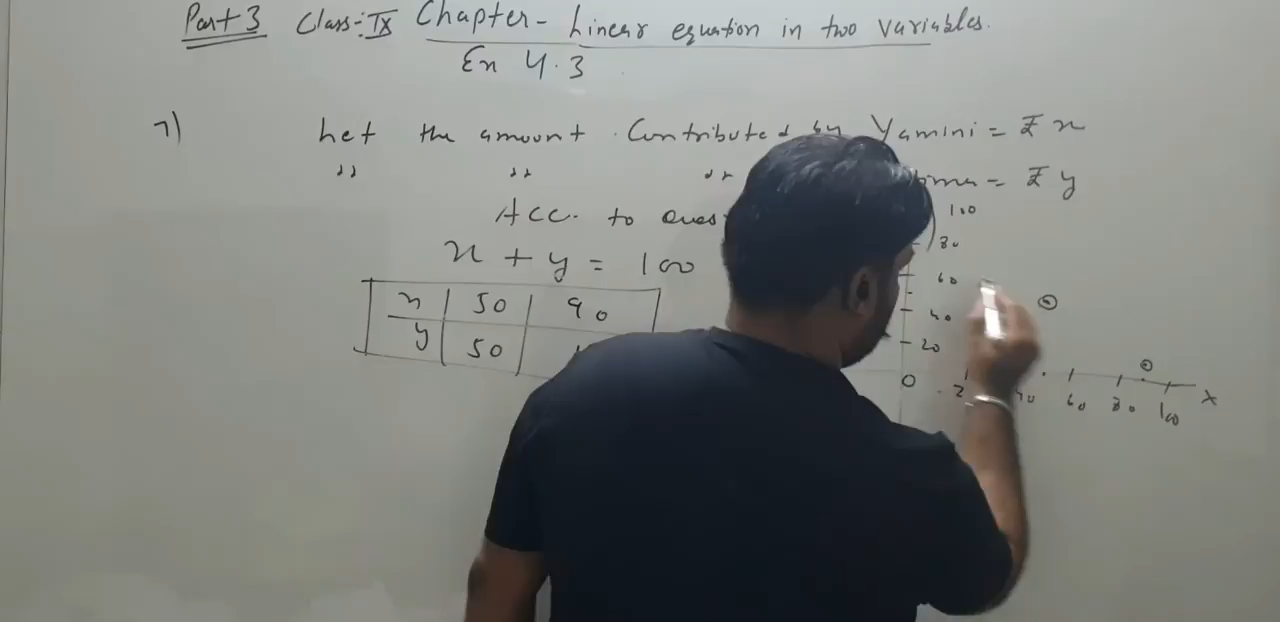 Part 3 Class:- IX Chapter - Linear equation in two variables.
Ex 4.3
7) Let the amount Contributed by Yamini = ₹ x
,, ,, ,, = ₹ y
Acc. to
x + y = 100
x 50 90
y 50
100
80
60
40
20
0 60 80 100 X